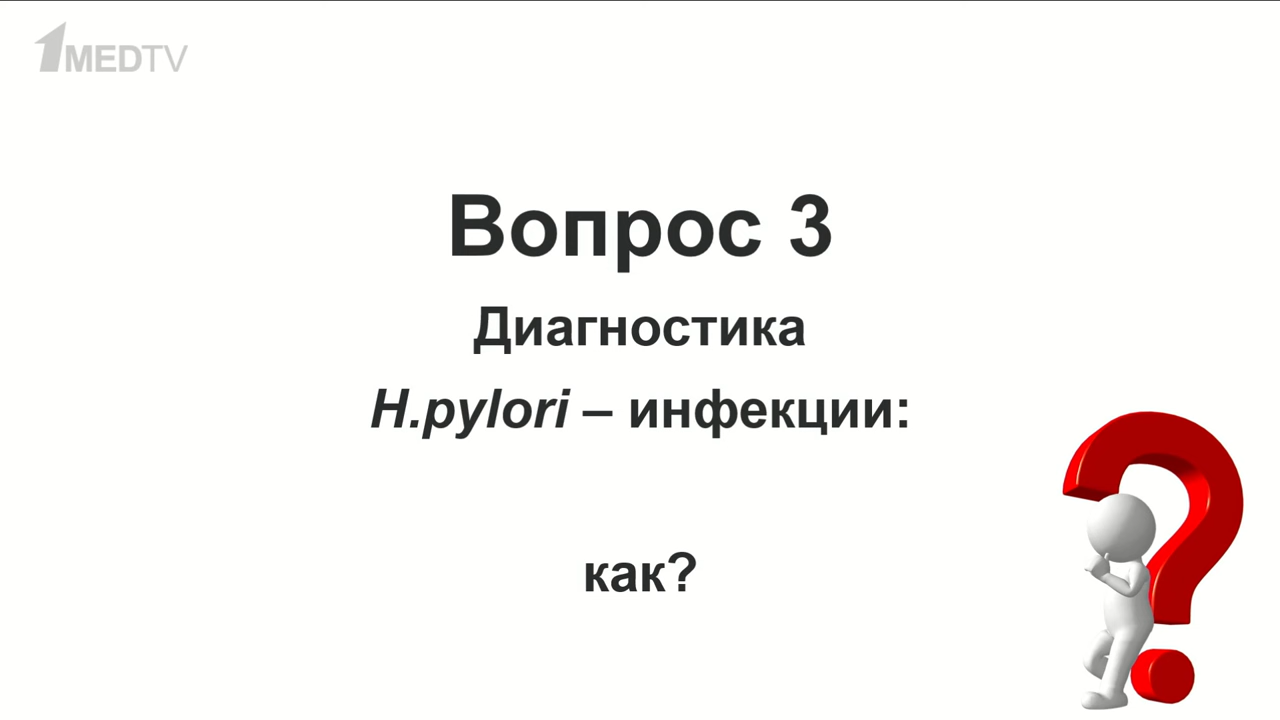 1MEDTV
Вопрос 3
Диагностика
H.pylori – инфекции:
как?